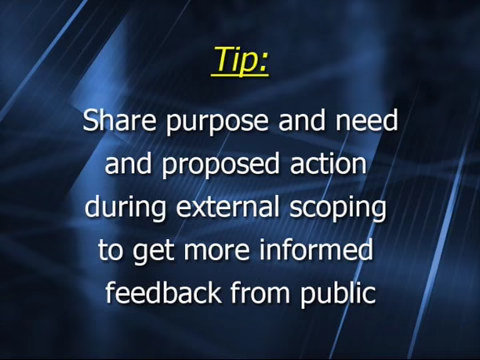 Tip:
Share purpose and need
and proposed action
during external scoping
to get more informed
feedback from public